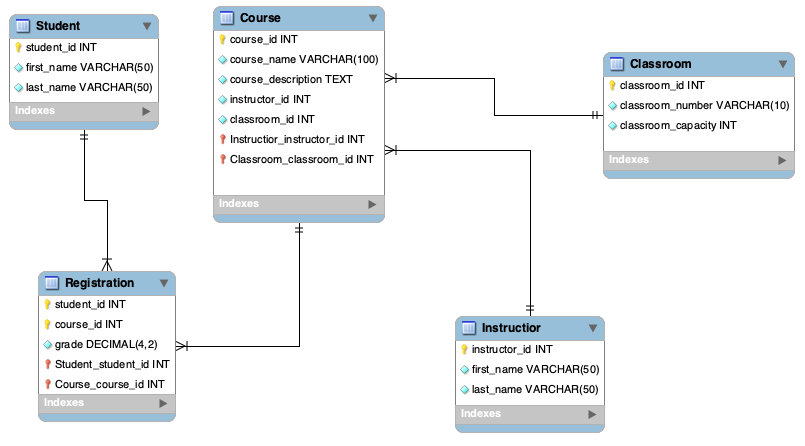 Student
student_id INT
first_name VARCHAR(50)
last_name VARCHAR(50)
Indexes
Course
course_id INT
course_name VARCHAR(100)
course_description TEXT
instructor_id INT
classroom_id INT
Instructior_instructor_id INT
Classroom_classroom_id INT
Indexes
Classroom
classroom_id INT
classroom_number VARCHAR(10)
classroom_capacity INT
Indexes
Registration
student_id INT
course_id INT
grade DECIMAL(4,2)
Student_student_id INT
Course_course_id INT
Indexes
Instructior
instructor_id INT
first_name VARCHAR(50)
last_name VARCHAR(50)
Indexes